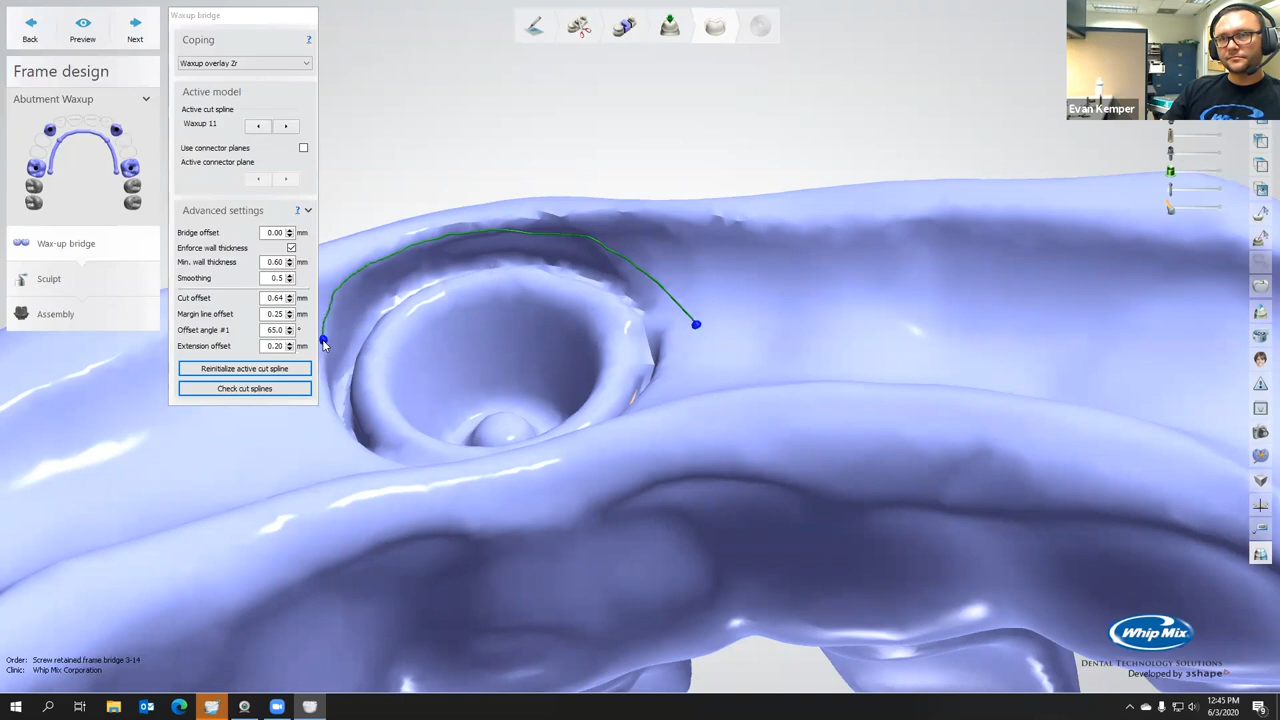 Back
Preview
Next
Frame design
Abutment Waxup
Wax-up bridge
Sculpt
Assembly
Waxup bridge
Coping ?
Waxup overlay Zr
Active model
Active cut spline
Waxup 11
Use connector planes
Active connector plane
Advanced settings ?
Bridge offset 0.00 mm
Enforce wall thickness
Min. wall thickness 0.60 mm
Smoothing 0.5
Cut offset 0.64 mm
Margin line offset 0.25 mm
Offset angle #1 65.0 °
Extension offset 0.20 mm
Reinitialize active cut spline
Check cut splines
Evan Kemper
Whip Mix
Whip Mix
DENTAL TECHNOLOGY SOLUTIONS
Developed by 3shape
Order: Screw retained frame bridge 3-14
Clinic: Whip Mix Corporation
12:45 PM
6/3/2020
9